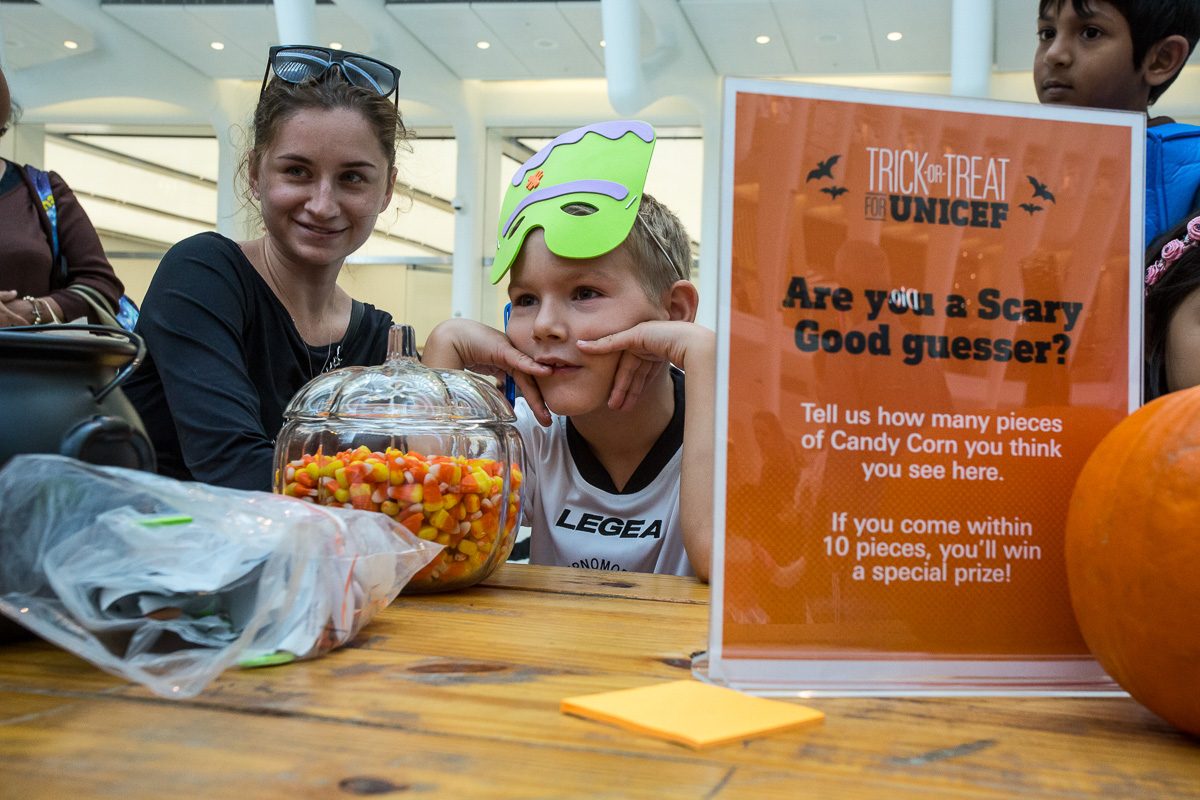 TRICK-OR-TREAT
FOR UNICEF
Are you a Scary
Good guesser?
Tell us how many pieces
of Candy Corn you think
you see here.
If you come within
10 pieces, you'll win
a special prize!
LEGEA